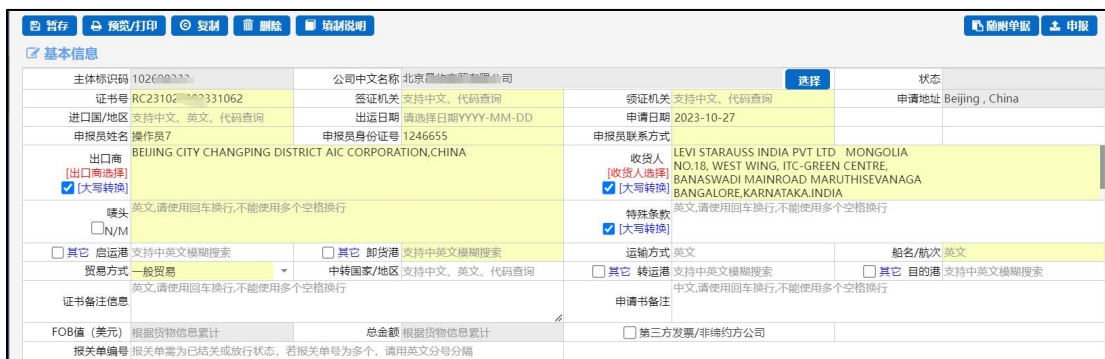 暂存 预览/打印 复制 删除 填制说明 随附单据 申报
基本信息
主体标识码 公司中文名称 选择 状态
证书号 签证机关 支持中文、代码查询 领证机关 支持中文、代码查询 申请地址 Beijing , China
进口国/地区 支持中文、英文、代码查询 出运日期 请选择日期YYYY-MM-DD 申请日期 2023-10-27
申报员姓名 操作员7 申报员身份证号 1246655 申报员联系方式
出口商 BEIJING CITY CHANGPING DISTRICT AIC CORPORATION,CHINA 收货人 LEVI STARAUSS INDIA PVT LTD MONGOLIA
[出口商选择] [收货人选择] NO.18, WEST WING, ITC-GREEN CENTRE,
[大写转换] [大写转换] BANASWADI MAINROAD MARUTHISEVANAGA
BANGALORE,KARNATAKA.INDIA
唛头 英文,请使用回车换行,不能使用多个空格换行 特殊条款 英文,请使用回车换行,不能使用多个空格换行
N/M [大写转换]
其它 启运港 支持中英文模糊搜索 其它 卸货港 支持中英文模糊搜索 运输方式 英文 船名/航次 英文
贸易方式 一般贸易 中转国家/地区 支持中文、英文、代码查询 其它 转运港 支持中英文模糊搜索 其它 目的港 支持中英文模糊搜索
证书备注信息 英文,请使用回车换行,不能使用多个空格换行 申请书备注 中文,请使用回车换行,不能使用多个空格换行
FOB值（美元） 根据货物信息累计 总金额 根据货物信息累计 第三方发票/非缔约方公司
报关单编号 报关单需为已结关或放行状态，若报关单号为多个，请用英文分号分隔